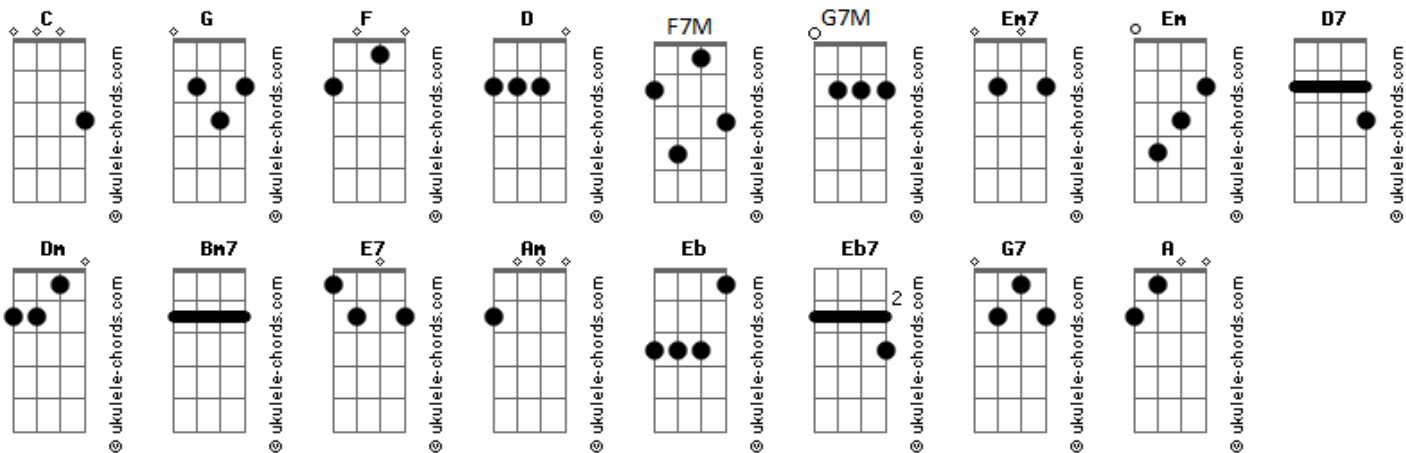 C G F D F7M G7M Em7 Em D7
© ukulele-chords.com © ukulele-chords.com © ukulele-chords.com © ukulele-chords.com © ukulele-chords.com © ukulele-chords.com © ukulele-chords.com © ukulele-chords.com © ukulele-chords.com
Dm Bm7 E7 Am Eb Eb7 G7 A
2
© ukulele-chords.com © ukulele-chords.com © ukulele-chords.com © ukulele-chords.com © ukulele-chords.com © ukulele-chords.com © ukulele-chords.com © ukulele-chords.com